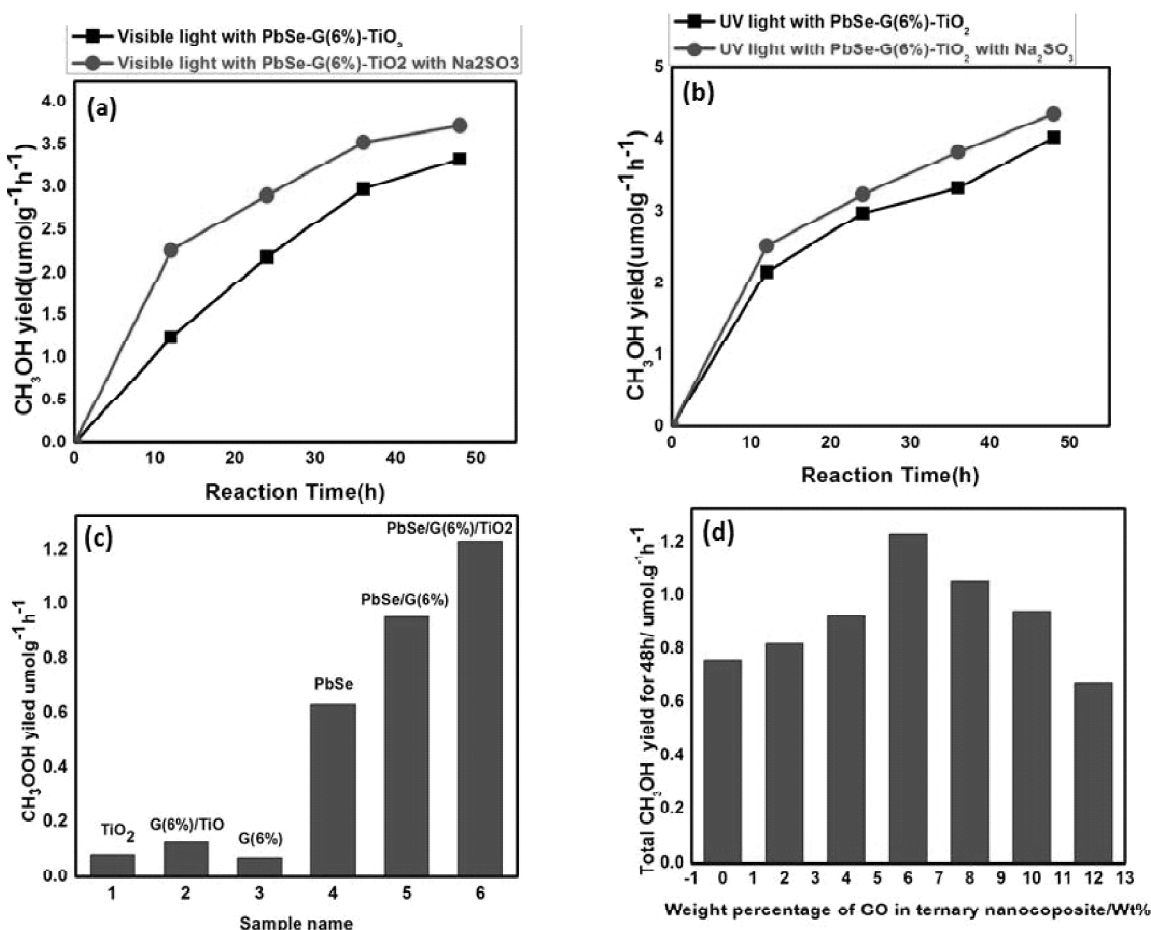 Visible light with PbSe-G(6%)-TiOₛ
Visible light with PbSe-G(6%)-TiO2 with Na2SO3
(a)
4.0
3.5
3.0
2.5
2.0
1.5
1.0
0.5
0.0
CH₃OH yield(umolg⁻¹h⁻¹)
0 10 20 30 40 50
Reaction Time(h)
UV light with PbSe-G(6%)-TiO₂
UV light with PbSe-G(6%)-TiO₂ with Na₂SO₃
(b)
5
4
3
2
1
0
CH₃OH yield(umolg⁻¹h⁻¹)
0 10 20 30 40 50
Reaction Time(h)
(c)
1.2
1.0
0.8
0.6
0.4
0.2
0.0
CH₃OOH yiled umolg⁻¹h⁻¹
TiO₂
G(6%)/TiO
G(6%)
PbSe
PbSe/G(6%)
PbSe/G(6%)/TiO2
1 2 3 4 5 6
Sample name
(d)
1.2
1.0
0.8
0.6
0.4
0.2
0.0
Total CH₃OH yield for 48h/ umol.g⁻¹h⁻¹
-1 0 1 2 3 4 5 6 7 8 9 10 11 12 13
Weight percentage of GO in ternary nanocoposite/Wt%